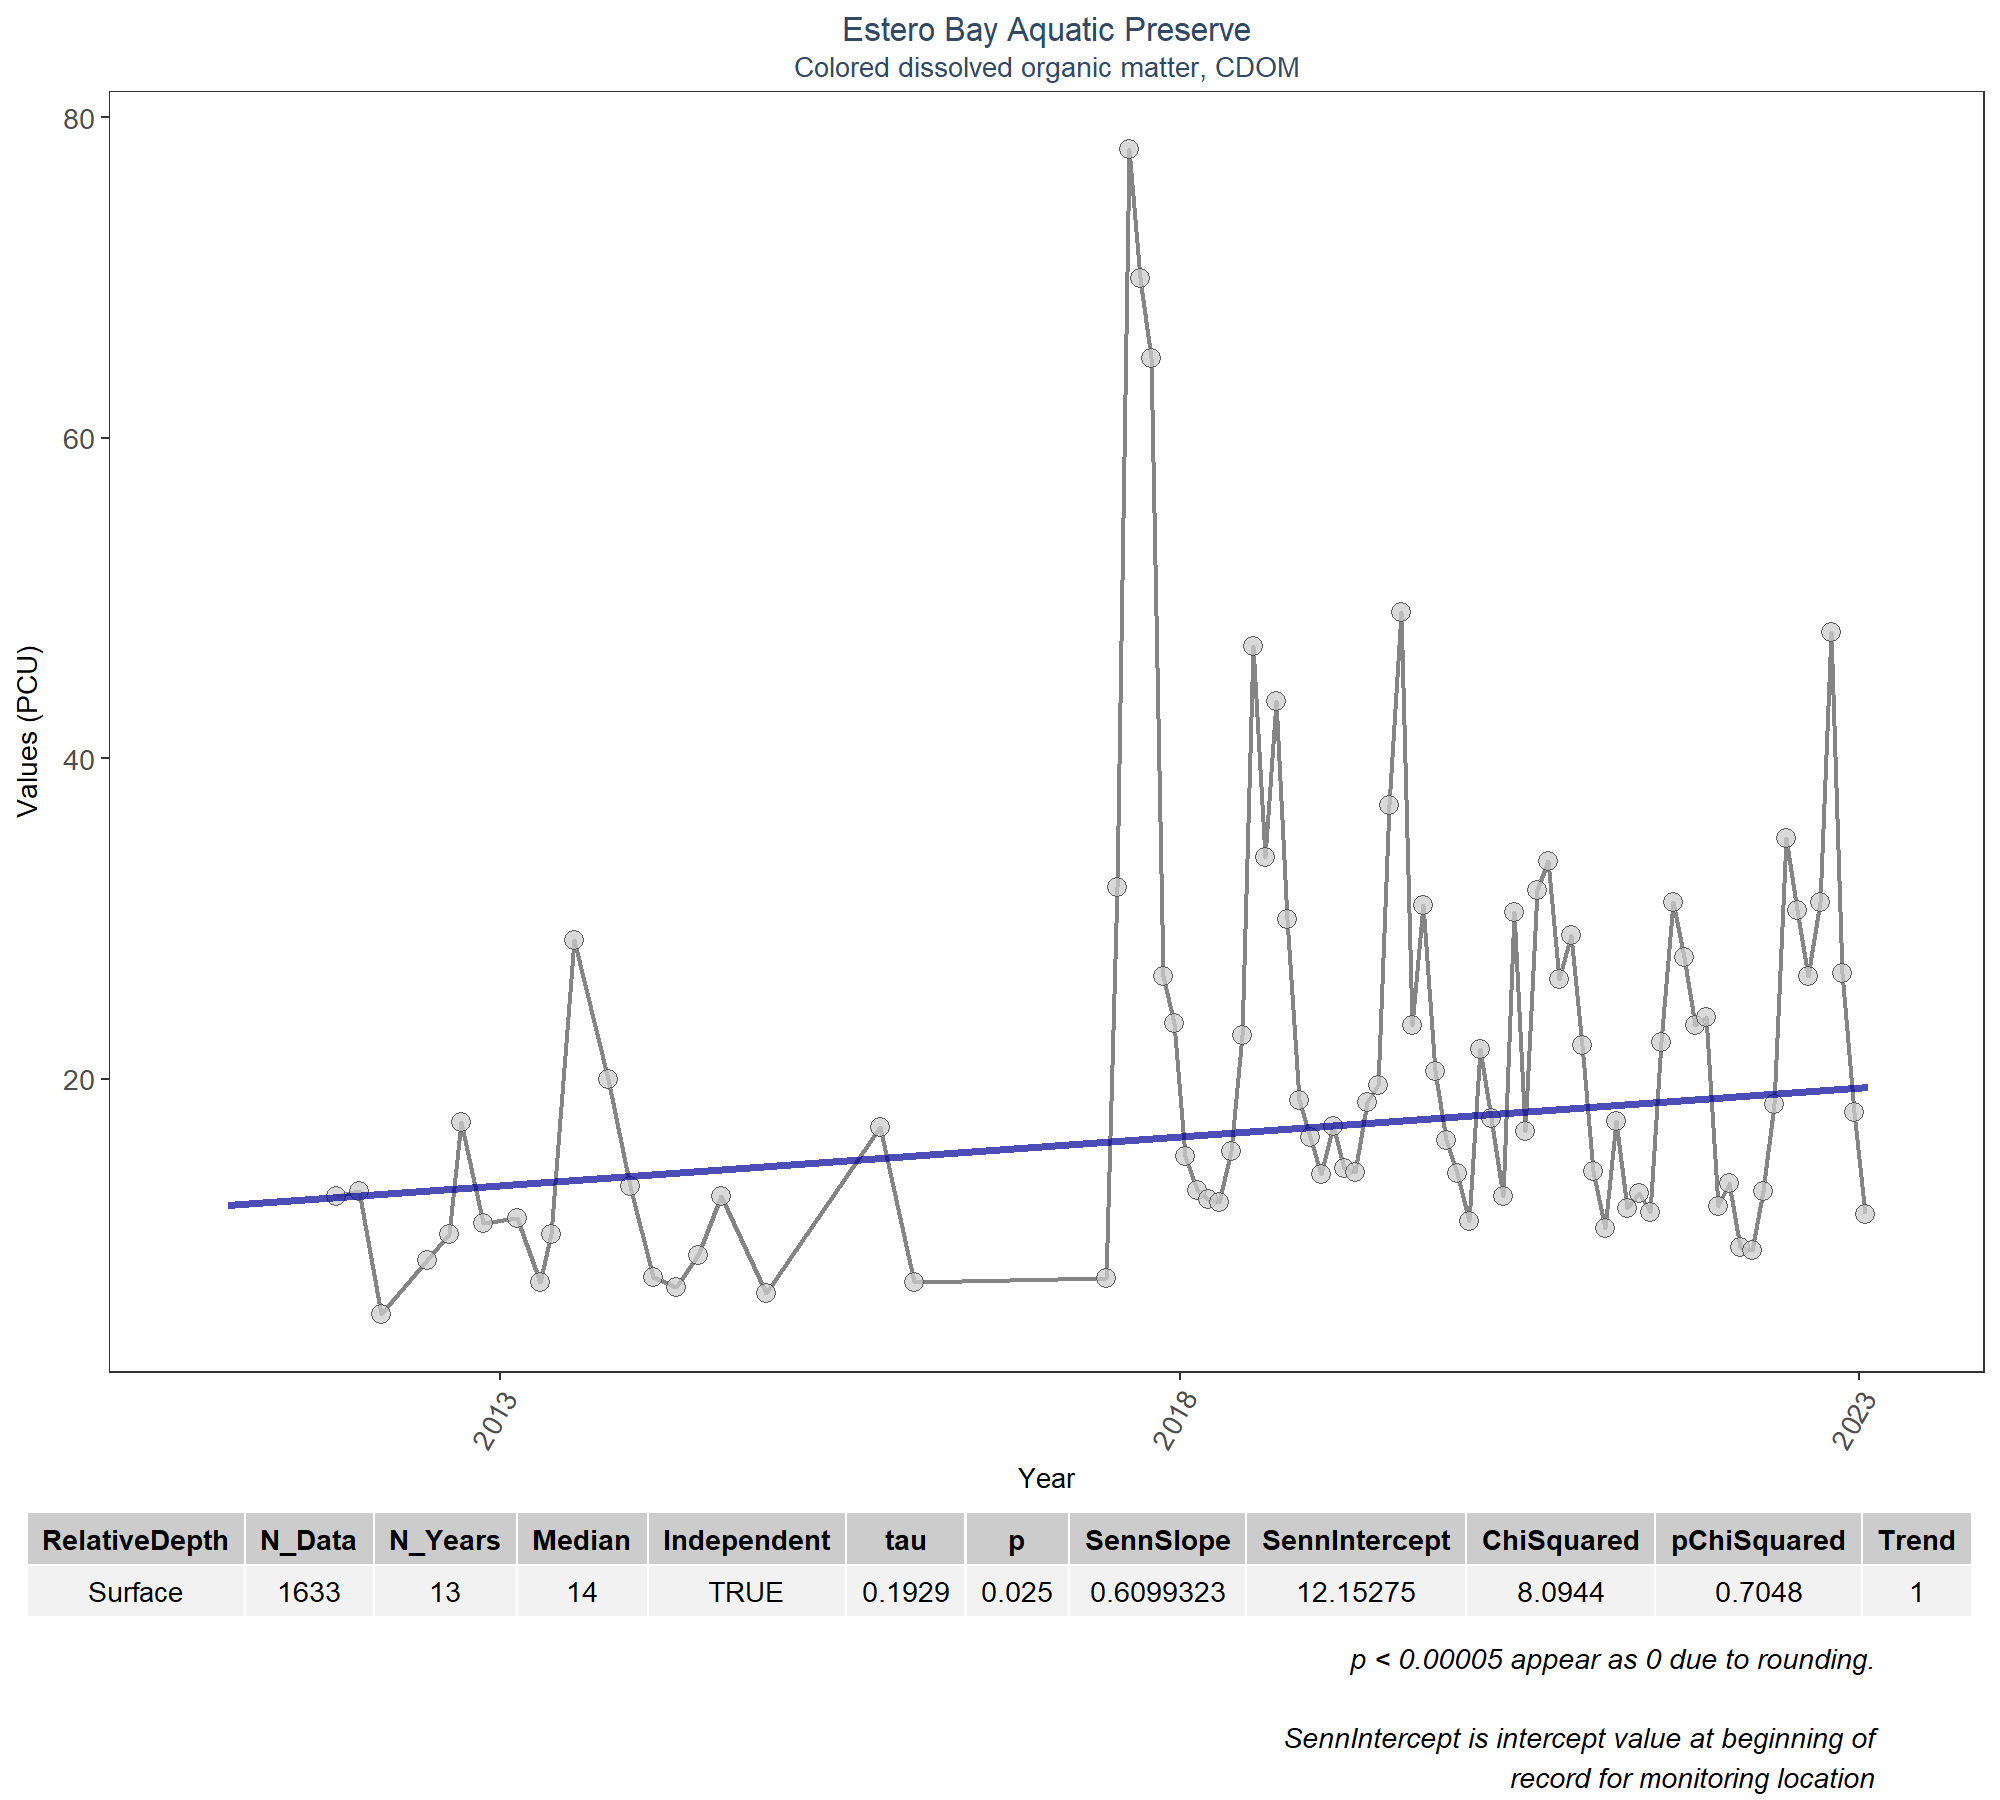 Estero Bay Aquatic Preserve
Colored dissolved organic matter, CDOM
80
60
40
20
Values (PCU)
2013
2018
2023
Year
RelativeDepth N_Data N_Years Median Independent tau p SennSlope SennIntercept ChiSquared pChiSquared Trend
Surface 1633 13 14 TRUE 0.1929 0.025 0.6099323 12.15275 8.0944 0.7048 1
p < 0.00005 appear as 0 due to rounding.
SennIntercept is intercept value at beginning of
record for monitoring location